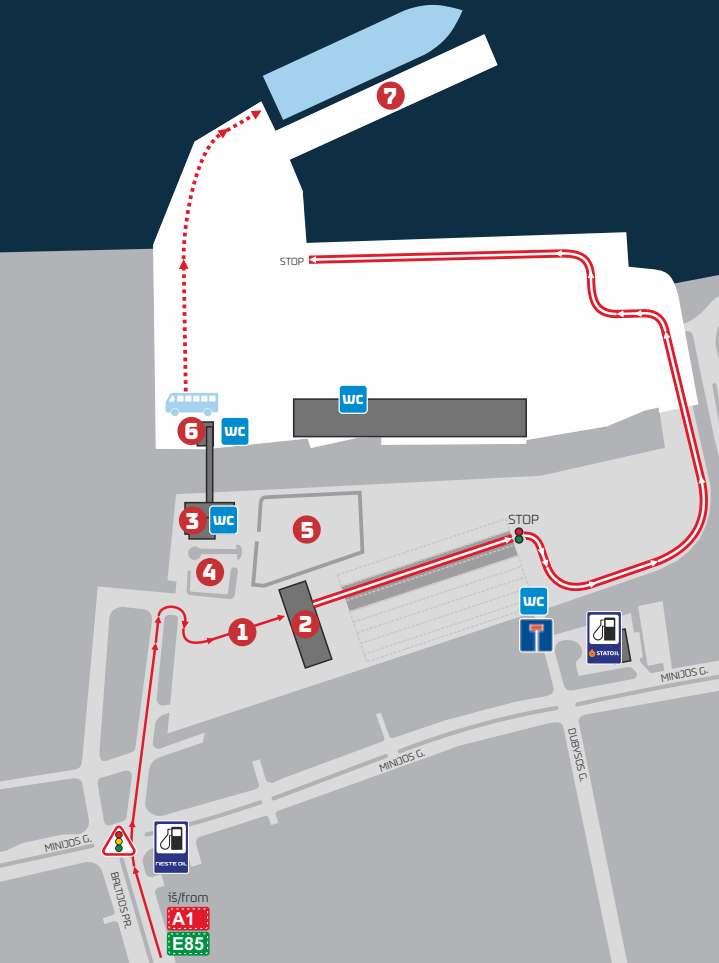 7
STOP
WC
6 WC
3 WC
5
STOP
4
WC
1
2
STATOIL
MINIJOS G.
DUBYSOS G.
MINIJOS G.
MINIJOS G.
NESTE OIL
BALTIJOS PR.
iš/from
A1
E85